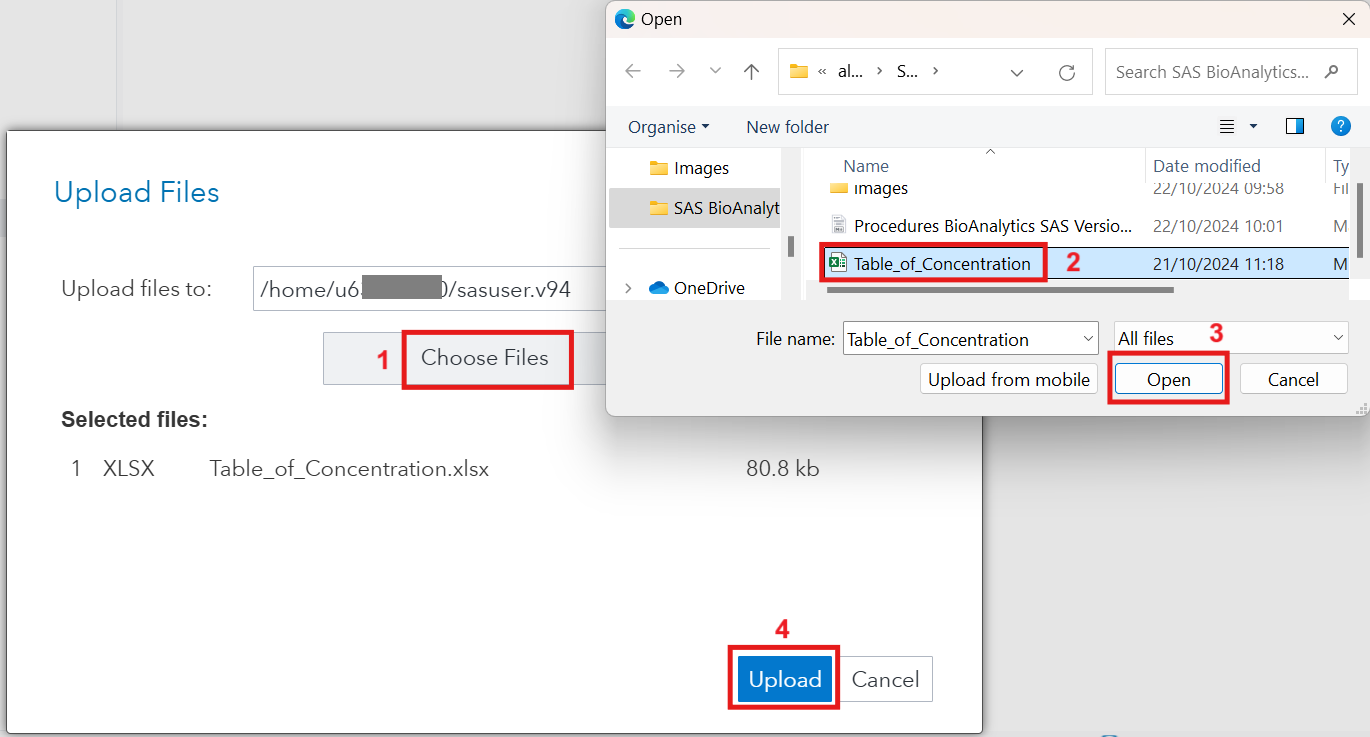 Open
« al... > S... >
Search SAS BioAnalytics...
Organise
New folder
?
Images
SAS BioAnalyt
OneDrive
Name
Date modified
Ty
images
22/10/2024 09:58
Fil
Procedures BioAnalytics SAS Versio...
22/10/2024 10:01
M
Table_of_Concentration
2
21/10/2024 11:18
M
File name:
Table_of_Concentration
All files
3
Upload from mobile
Open
Cancel
Upload Files
Upload files to:
/home/u6 /sasuser.v94
1
Choose Files
Selected files:
1 XLSX Table_of_Concentration.xlsx 80.8 kb
4
Upload
Cancel